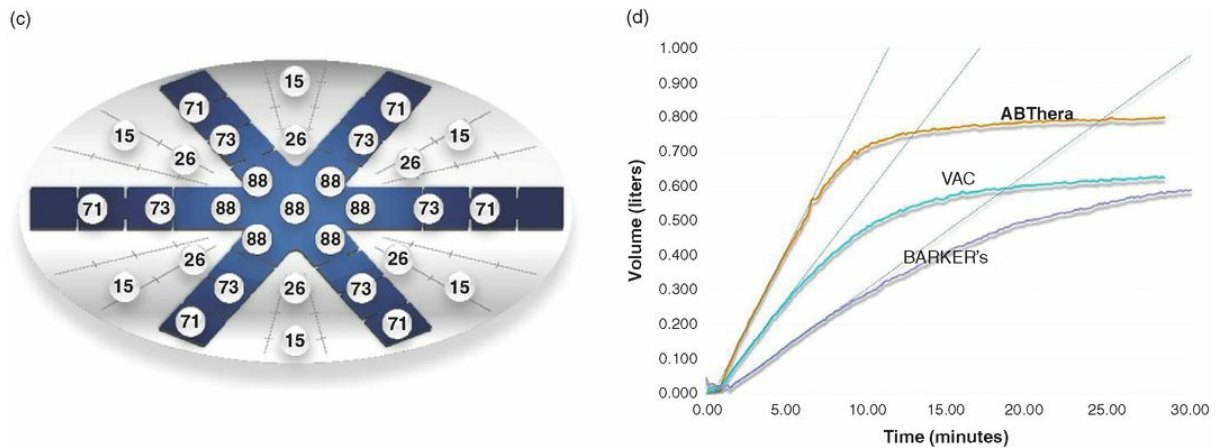 (c)
15
71 71
15 73 26 73 15
26 26
88 88
71 73 88 88 88 73 71
88 88
26 26
15 73 26 73 15
71 71
15
(d)
1.000
0.900
0.800
0.700
0.600
0.500
0.400
0.300
0.200
0.100
0.000
Volume (liters)
ABThera
VAC
BARKER's
0.00 5.00 10.00 15.00 20.00 25.00 30.00
Time (minutes)